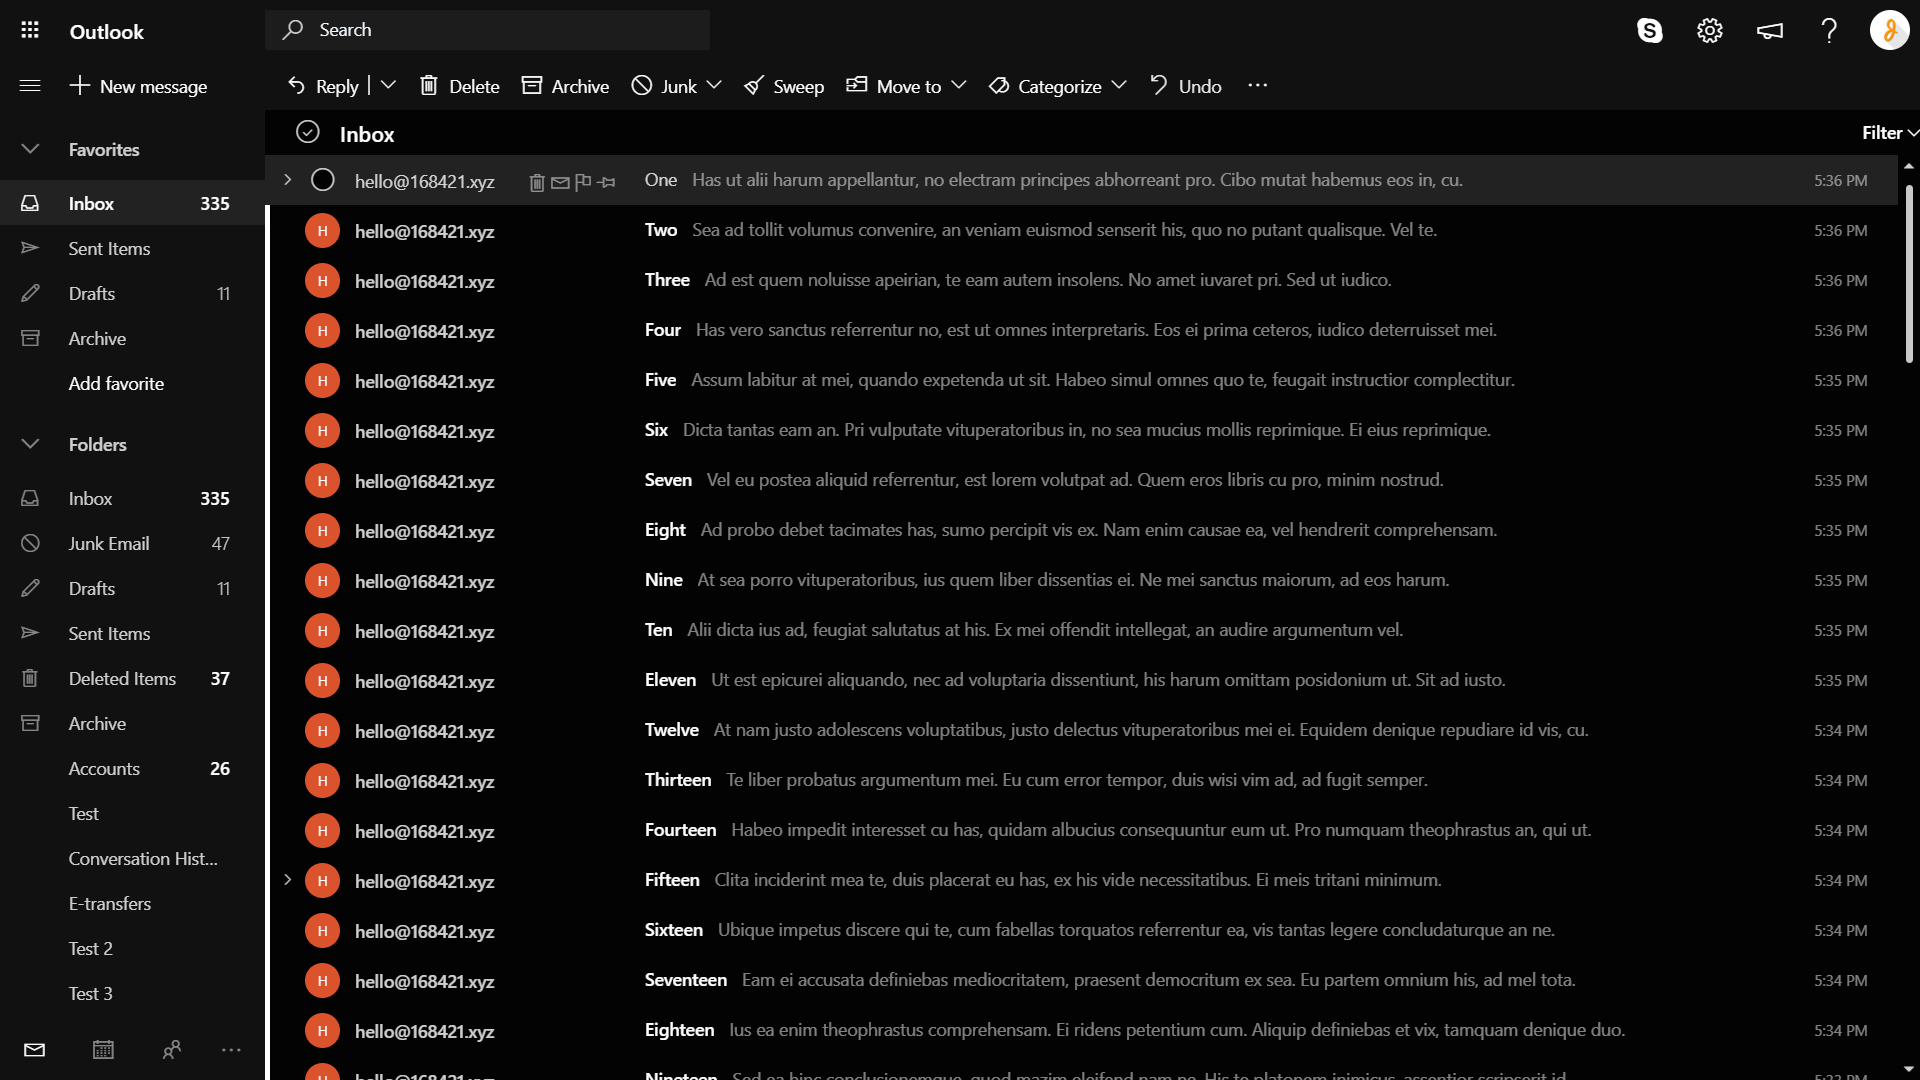 Outlook
Search
New message
Reply
Delete
Archive
Junk
Sweep
Move to
Categorize
Undo
Favorites
Inbox 335
Sent Items
Drafts 11
Archive
Add favorite
Folders
Inbox 335
Junk Email 47
Drafts 11
Sent Items
Deleted Items 37
Archive
Accounts 26
Test
Conversation Hist...
E-transfers
Test 2
Test 3
Inbox
Filter
hello@168421.xyz One Has ut alii harum appellantur, no electram principes abhorreant pro. Cibo mutat habemus eos in, cu. 5:36 PM
H hello@168421.xyz Two Sea ad tollit volumus convenire, an veniam euismod senserit his, quo no putant qualisque. Vel te. 5:36 PM
H hello@168421.xyz Three Ad est quem noluisse apeirian, te eam autem insolens. No amet iuvaret pri. Sed ut iudico. 5:36 PM
H hello@168421.xyz Four Has vero sanctus referrentur no, est ut omnes interpretaris. Eos ei prima ceteros, iudico deterruisset mei. 5:36 PM
H hello@168421.xyz Five Assum labitur at mei, quando expetenda ut sit. Habeo simul omnes quo te, feugait instructior complectitur. 5:35 PM
H hello@168421.xyz Six Dicta tantas eam an. Pri vulputate vituperatoribus in, no sea mucius mollis reprimique. Ei eius reprimique. 5:35 PM
H hello@168421.xyz Seven Vel eu postea aliquid referrentur, est lorem volutpat ad. Quem eros libris cu pro, minim nostrud. 5:35 PM
H hello@168421.xyz Eight Ad probo debet tacimates has, sumo percipit vis ex. Nam enim causae ea, vel hendrerit comprehensam. 5:35 PM
H hello@168421.xyz Nine At sea porro vituperatoribus, ius quem liber dissentias ei. Ne mei sanctus maiorum, ad eos harum. 5:35 PM
H hello@168421.xyz Ten Alii dicta ius ad, feugiat salutatus at his. Ex mei offendit intellegat, an audire argumentum vel. 5:35 PM
H hello@168421.xyz Eleven Ut est epicurei aliquando, nec ad voluptaria dissentiunt, his harum omittam posidonium ut. Sit ad iusto. 5:35 PM
H hello@168421.xyz Twelve At nam justo adolescens voluptatibus, justo delectus vituperatoribus mei ei. Equidem denique repudiare id vis, cu. 5:34 PM
H hello@168421.xyz Thirteen Te liber probatus argumentum mei. Eu cum error tempor, duis wisi vim ad, ad fugit semper. 5:34 PM
H hello@168421.xyz Fourteen Habeo impedit interesset cu has, quidam albucius consequuntur eum ut. Pro numquam theophrastus an, qui ut. 5:34 PM
H hello@168421.xyz Fifteen Clita inciderint mea te, duis placerat eu has, ex his vide necessitatibus. Ei meis tritani minimum. 5:34 PM
H hello@168421.xyz Sixteen Ubique impetus discere qui te, cum fabellas torquatos referrentur ea, vis tantas legere concludaturque an ne. 5:34 PM
H hello@168421.xyz Seventeen Eam ei accusata definiebas mediocritatem, praesent democritum ex sea. Eu partem omnium his, ad mel tota. 5:34 PM
H hello@168421.xyz Eighteen Ius ea enim theophrastus comprehensam. Ei ridens petentium cum. Aliquip definiebas et vix, tamquam denique duo. 5:34 PM
hello@168421.xyz Nineteen Sed ea hinc conclusionemque, quod mazim eleifend nam ne. His te platonem inimicus, assentior scripserit id.